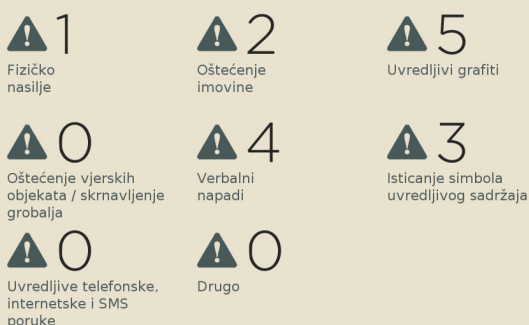 1
Fizičko
nasilje
2
Oštećenje
imovine
5
Uvredljivi grafiti
0
Oštećenje vjerskih
objekata / skrnavljenje
grobalja
4
Verbalni
napadi
3
Isticanje simbola
uvredljivog sadržaja
0
Uvredljive telefonske,
internetske i SMS
poruke
0
Drugo